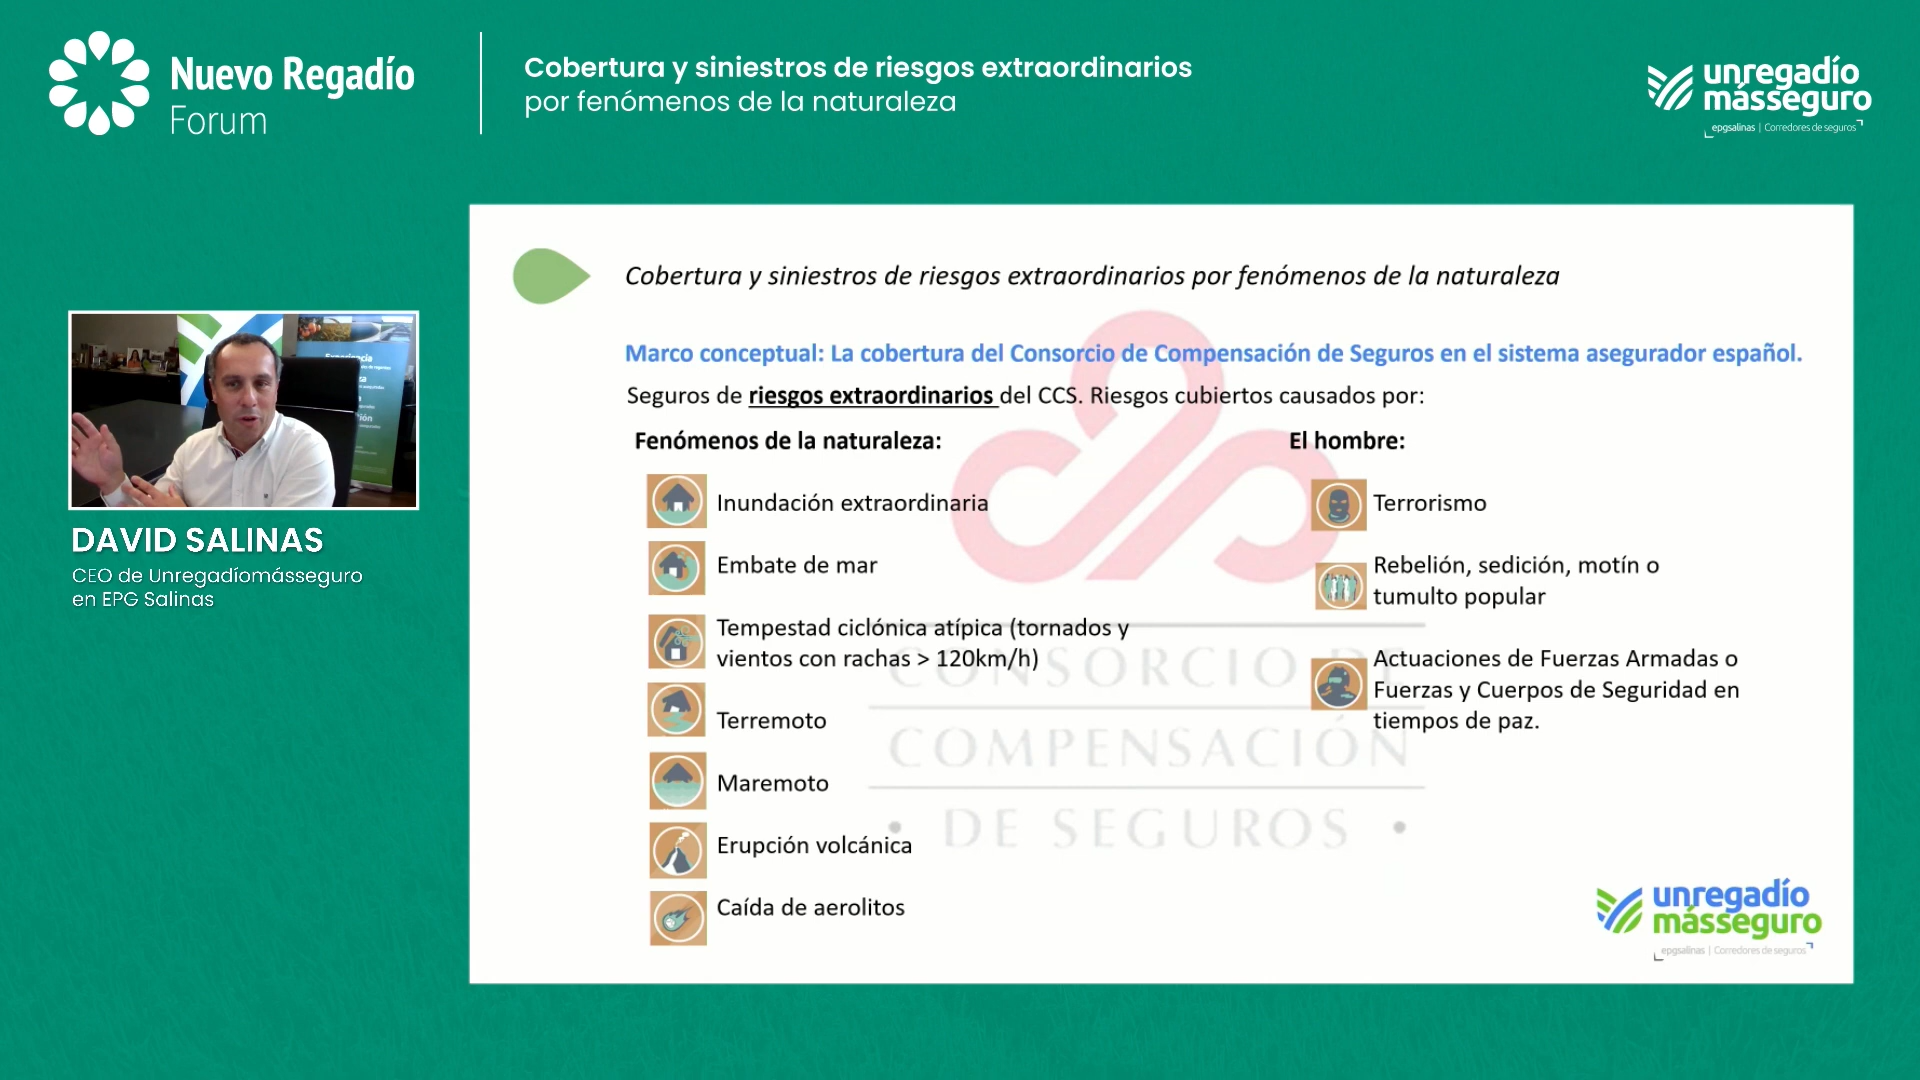 Nuevo Regadío
Forum
Cobertura y siniestros de riesgos extraordinarios
por fenómenos de la naturaleza
unregadío
másseguro
epgsalinas | Corredores de seguros
DAVID SALINAS
CEO de Unregadíomásseguro
en EPG Salinas
Cobertura y siniestros de riesgos extraordinarios por fenómenos de la naturaleza
Marco conceptual: La cobertura del Consorcio de Compensación de Seguros en el sistema asegurador español.
Seguros de riesgos extraordinarios del CCS. Riesgos cubiertos causados por:
Fenómenos de la naturaleza:
Inundación extraordinaria
Embate de mar
Tempestad ciclónica atípica (tornados y
vientos con rachas > 120km/h)
Terremoto
Maremoto
Erupción volcánica
Caída de aerolitos
El hombre:
Terrorismo
Rebelión, sedición, motín o
tumulto popular
Actuaciones de Fuerzas Armadas o
Fuerzas y Cuerpos de Seguridad en
tiempos de paz.
CONSORCIO DE
COMPENSACIÓN
• DE SEGUROS •
unregadío
másseguro
epgsalinas | Corredores de seguros